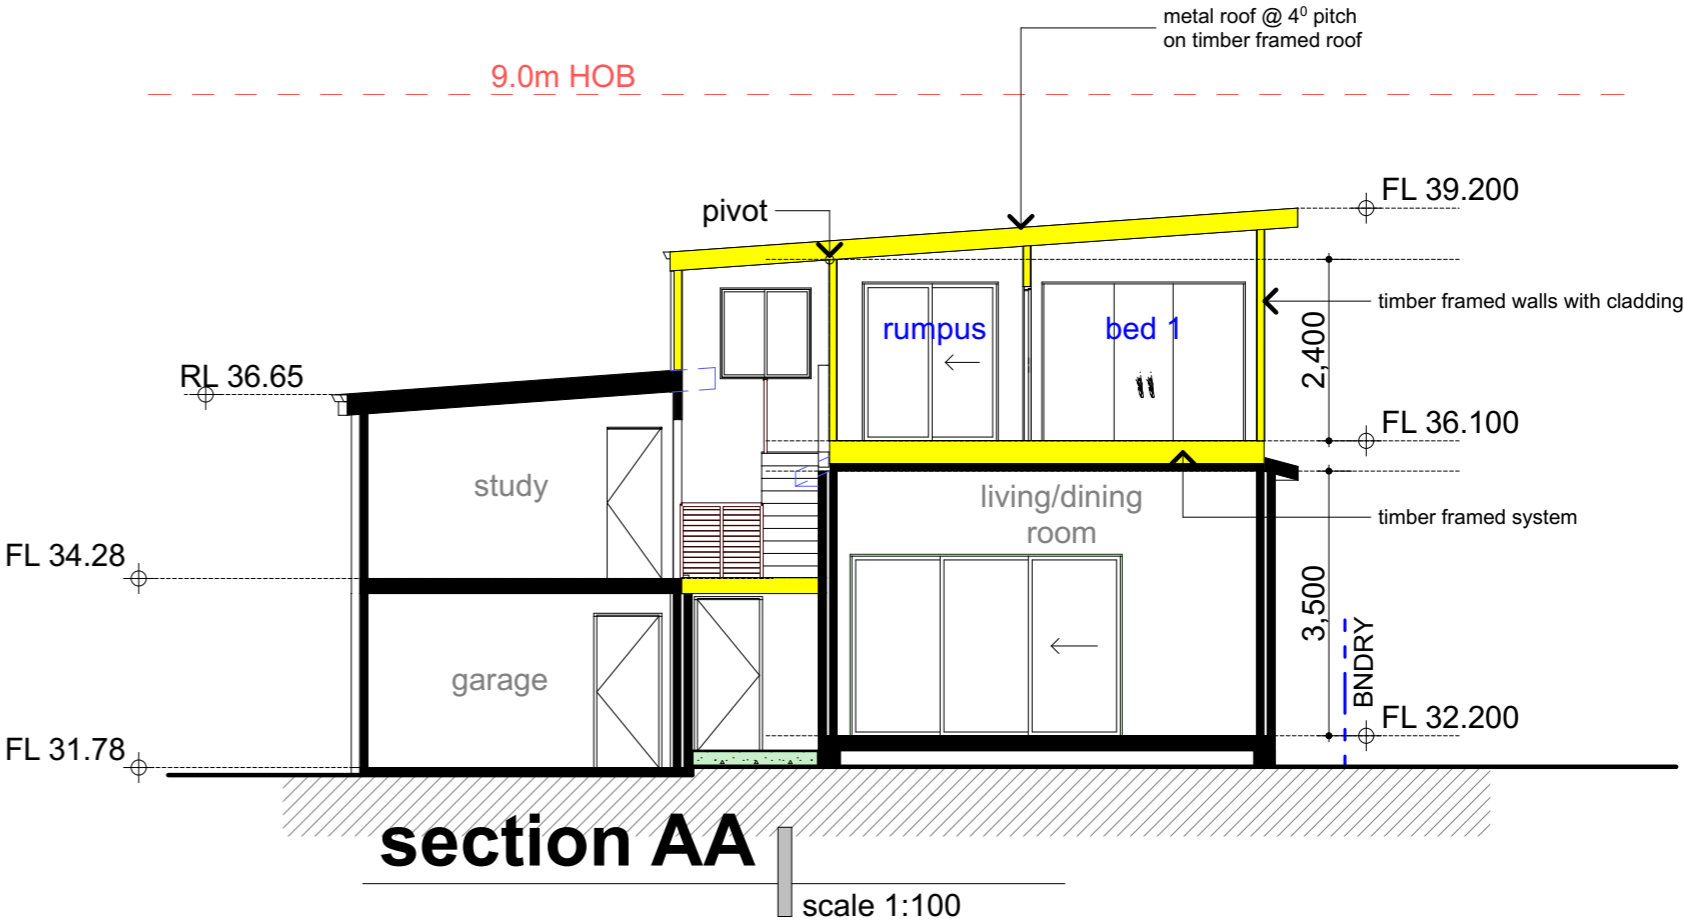 metal roof @ 4⁰ pitch
on timber framed roof
9.0m HOB
FL 39.200
pivot
timber framed walls with cladding
rumpus
bed 1
2,400
RL 36.65
FL 36.100
study
living/dining
room
timber framed system
FL 34.28
3,500
BNDRY
garage
FL 32.200
FL 31.78
section AA
scale 1:100